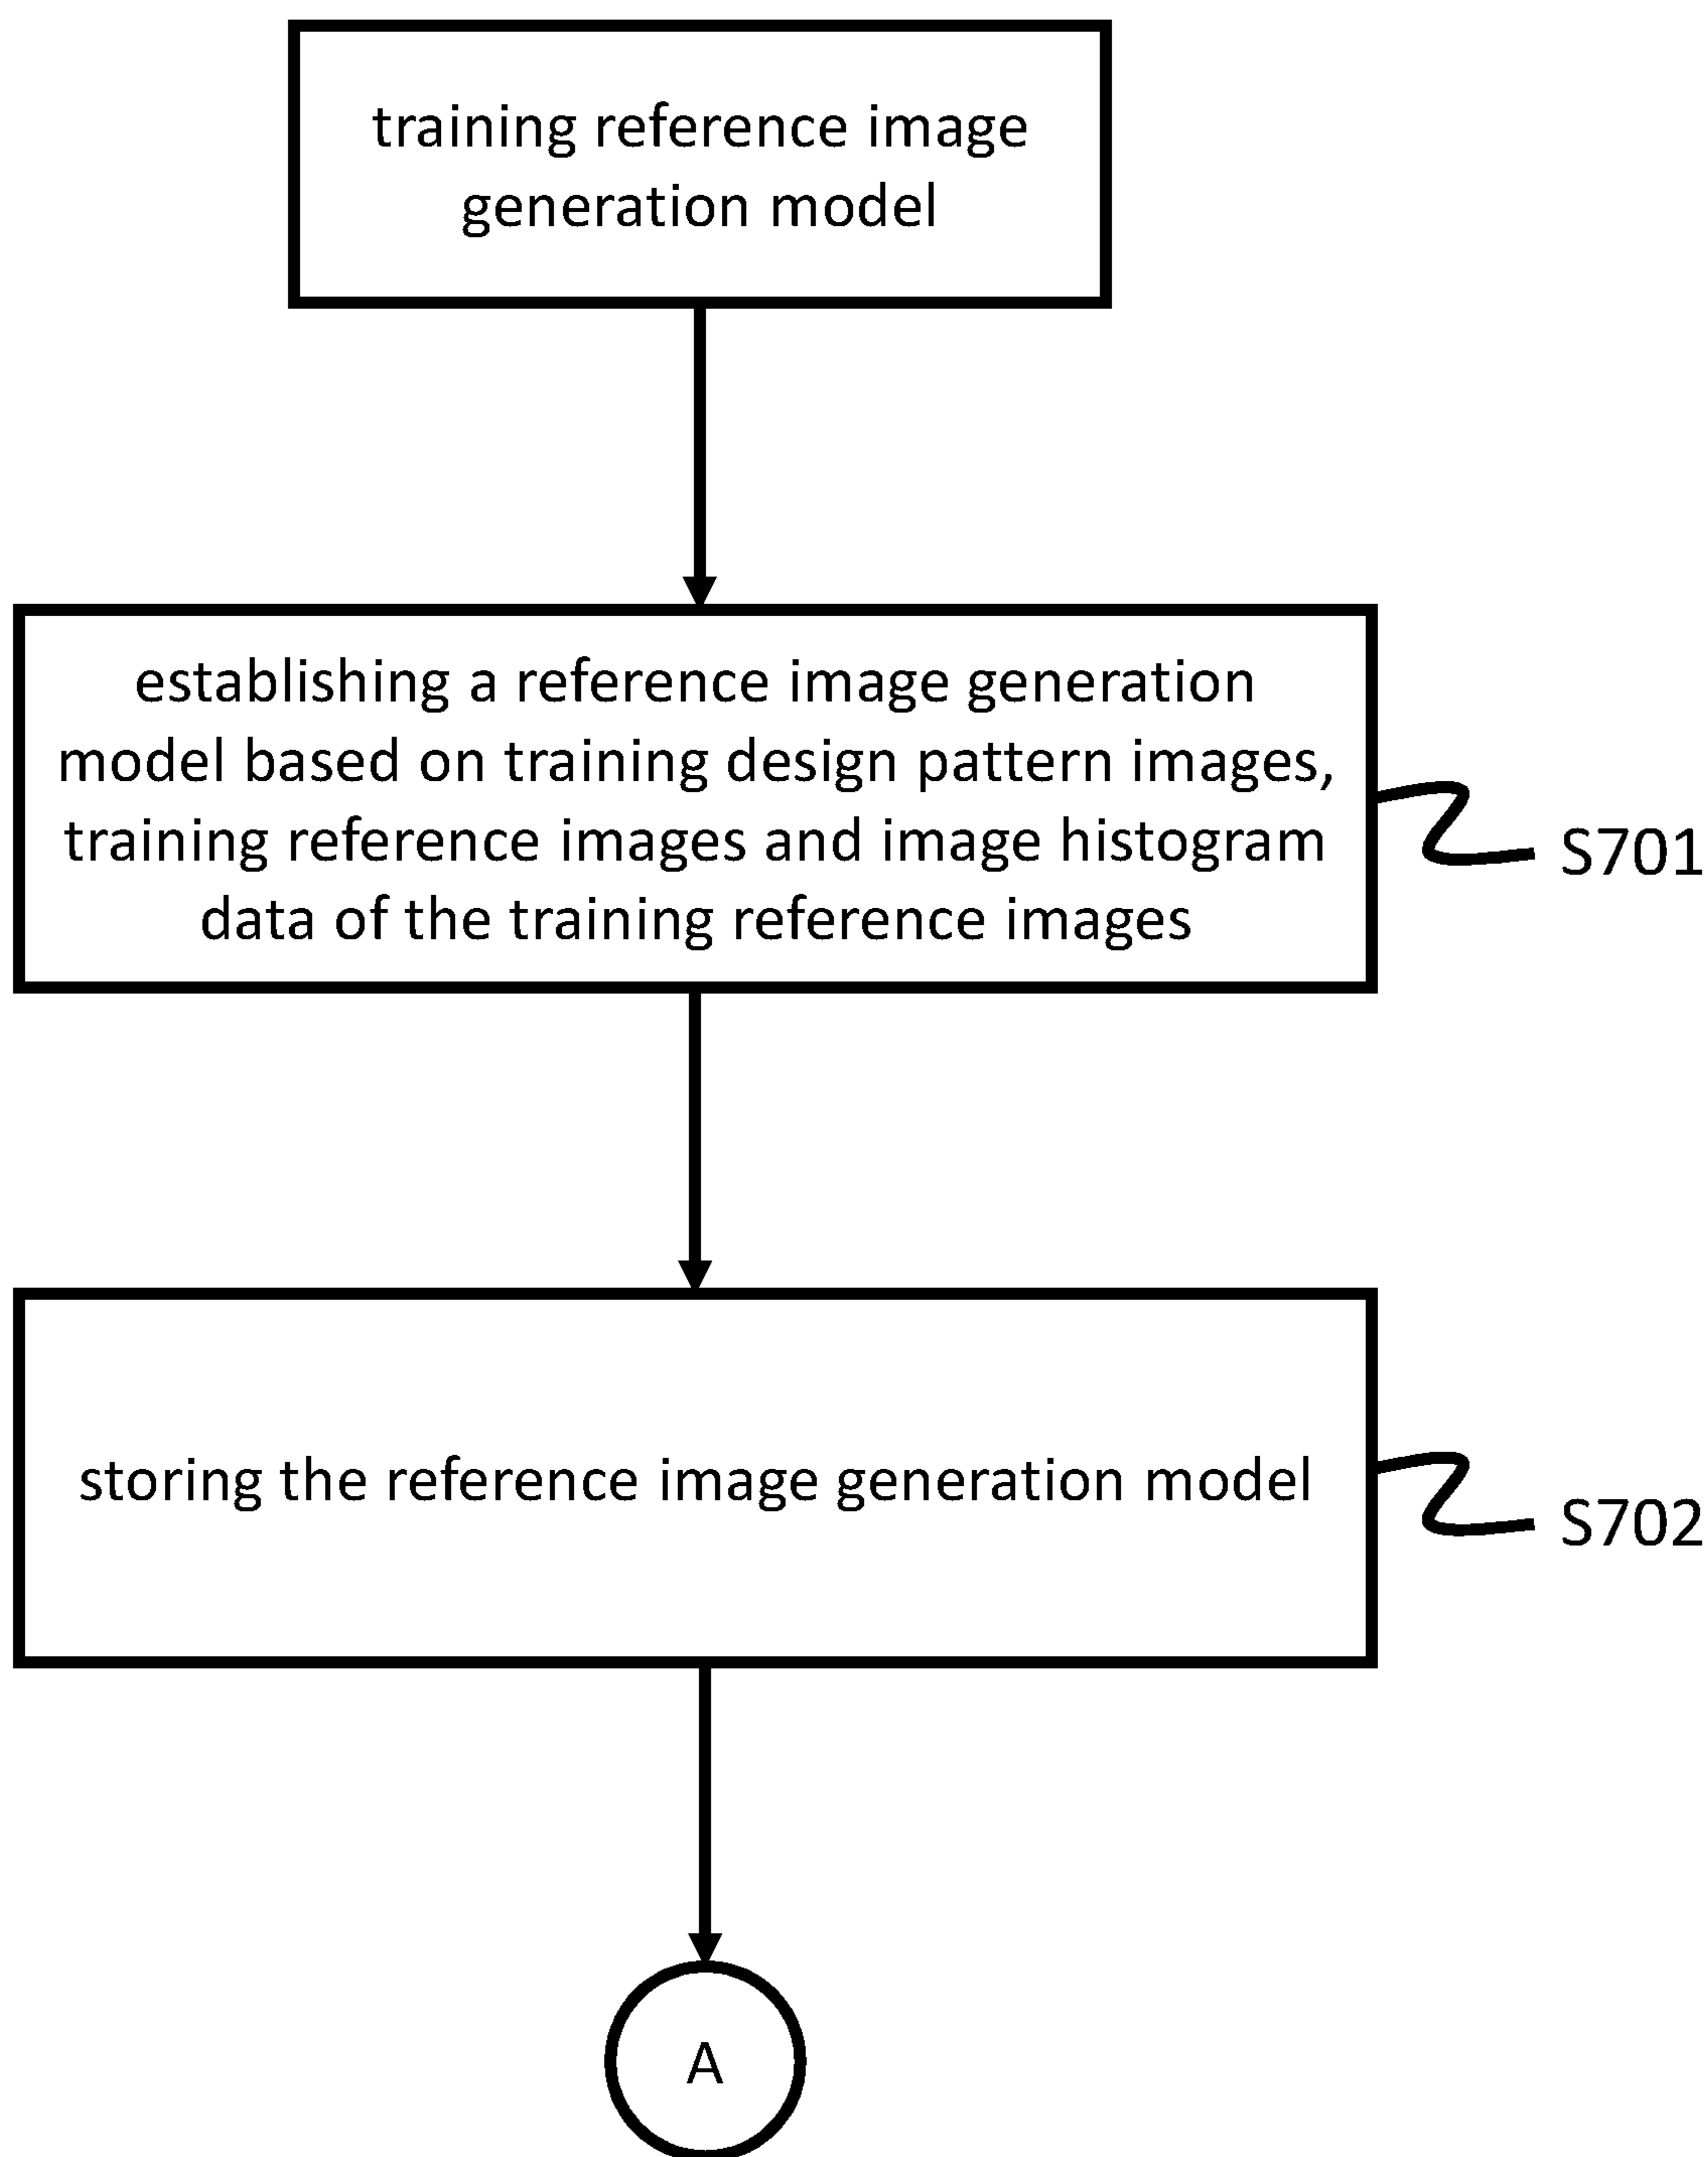 training reference image
generation model
establishing a reference image generation
model based on training design pattern images,
training reference images and image histogram
data of the training reference images
S701
storing the reference image generation model
S702
A